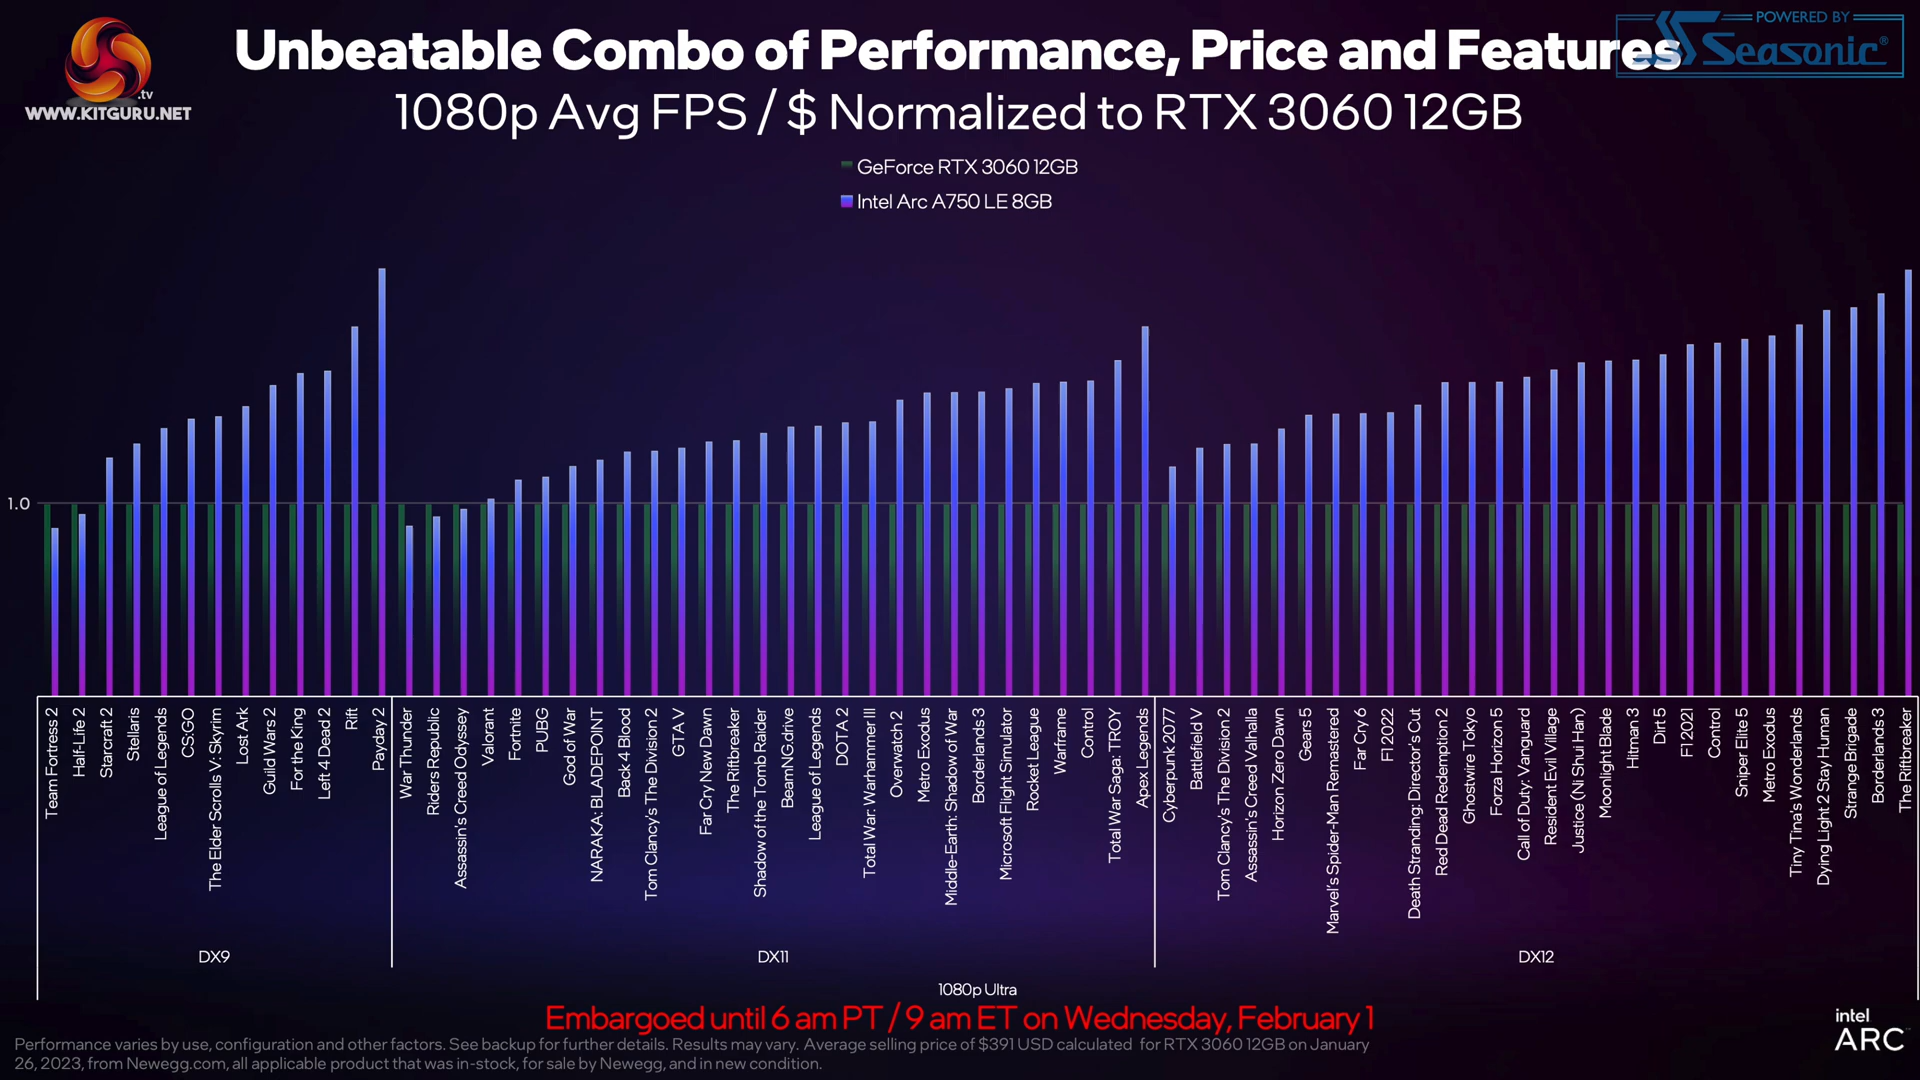 .tv
WWW.KITGURU.NET
POWERED BY
Seasonic®
Unbeatable Combo of Performance, Price and Features
1080p Avg FPS / $ Normalized to RTX 3060 12GB
GeForce RTX 3060 12GB
Intel Arc A750 LE 8GB
1.0
Team Fortress 2
Half-Life 2
Starcraft 2
Stellaris
League of Legends
CS:GO
The Elder Scrolls V: Skyrim
Lost Ark
Guild Wars 2
For the King
Left 4 Dead 2
Rift
Payday 2
War Thunder
Riders Republic
Assassin's Creed Odyssey
Valorant
Fortnite
PUBG
God of War
NARAKA: BLADEPOINT
Back 4 Blood
Tom Clancy's The Division 2
GTA V
Far Cry New Dawn
The Riftbreaker
Shadow of the Tomb Raider
BeamNG.drive
League of Legends
DOTA 2
Total War: Warhammer III
Overwatch 2
Metro Exodus
Middle-Earth: Shadow of War
Borderlands 3
Microsoft Flight Simulator
Rocket League
Warframe
Control
Total War Saga: TROY
Apex Legends
Cyberpunk 2077
Battlefield V
Tom Clancy's The Division 2
Assassin's Creed Valhalla
Horizon Zero Dawn
Gears 5
Marvel's Spider-Man Remastered
Far Cry 6
F1 2022
Death Stranding: Director's Cut
Red Dead Redemption 2
Ghostwire Tokyo
Forza Horizon 5
Call of Duty: Vanguard
Resident Evil Village
Justice (Ni Shui Han)
Moonlight Blade
Hitman 3
Dirt 5
F1 2021
Control
Sniper Elite 5
Metro Exodus
Tiny Tina's Wonderlands
Dying Light 2 Stay Human
Strange Brigade
Borderlands 3
The Riftbreaker
DX9
DX11
DX12
1080p Ultra
Embargoed until 6 am PT / 9 am ET on Wednesday, February 1
Performance varies by use, configuration and other factors. See backup for further details. Results may vary. Average selling price of $391 USD calculated for RTX 3060 12GB on January
26, 2023, from Newegg.com, all applicable product that was in-stock, for sale by Newegg, and in new condition.
intel
ARC